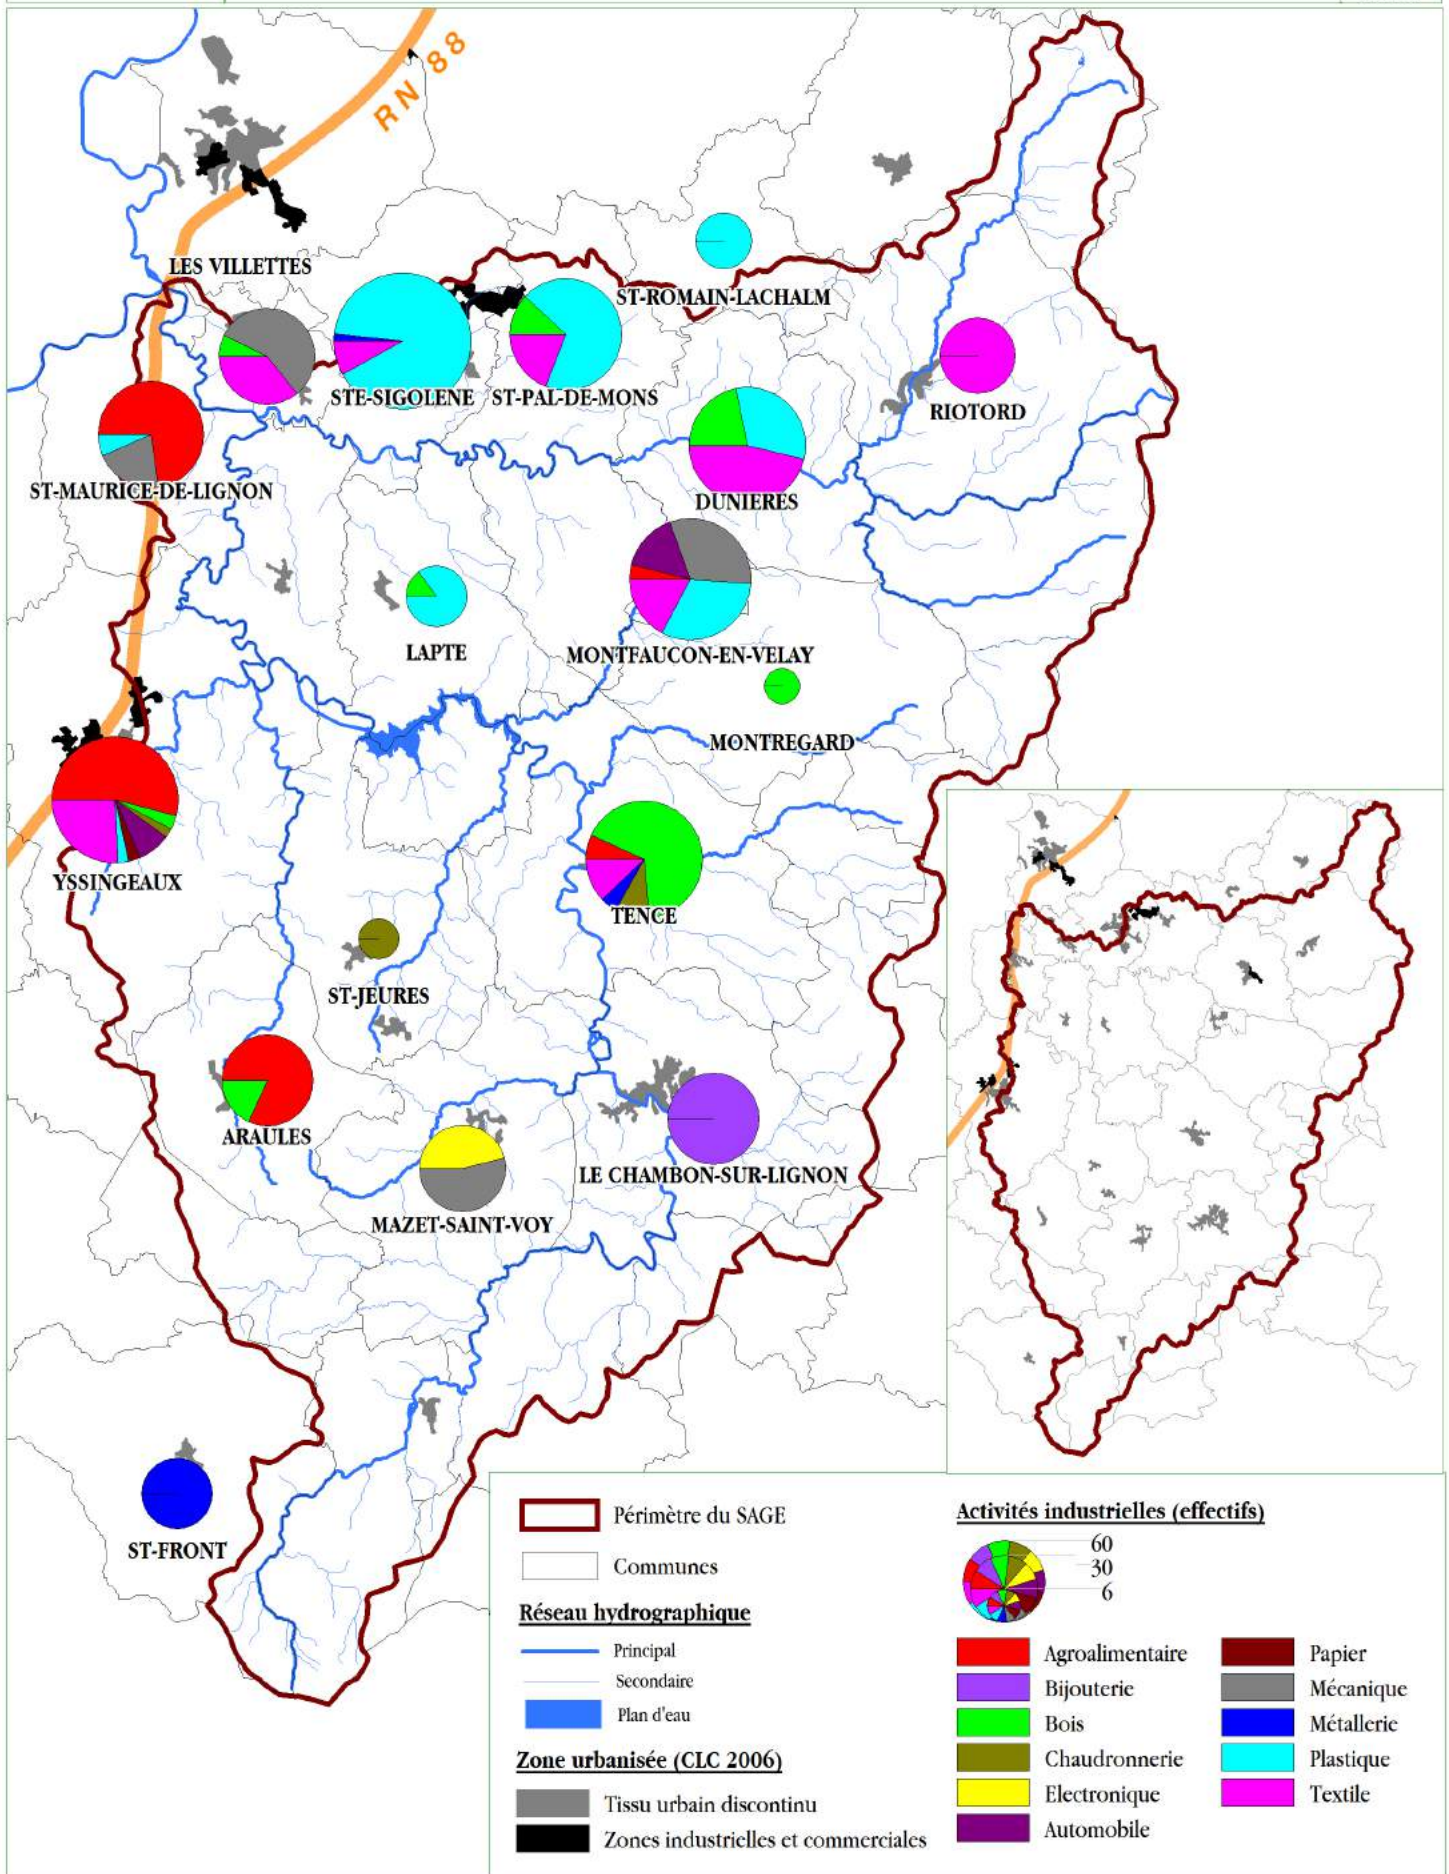 RN 88
LES VILLETTES
ST-ROMAIN-LACHALM
STE-SIGOLENE
ST-PAL-DE-MONS
RIOTORD
ST-MAURICE-DE-LIGNON
DUNIERES
LAPTE
MONTFAUCON-EN-VELAY
MONTREGARD
YSSINGEAUX
TENCE
ST-JEURES
ARAULES
LE CHAMBON-SUR-LIGNON
MAZET-SAINT-VOY
ST-FRONT
Périmètre du SAGE
Communes
Réseau hydrographique
Principal
Secondaire
Plan d'eau
Zone urbanisée (CLC 2006)
Tissu urbain discontinu
Zones industrielles et commerciales
Activités industrielles (effectifs)
60
30
6
Agroalimentaire
Bijouterie
Bois
Chaudronnerie
Electronique
Automobile
Papier
Mécanique
Métallerie
Plastique
Textile